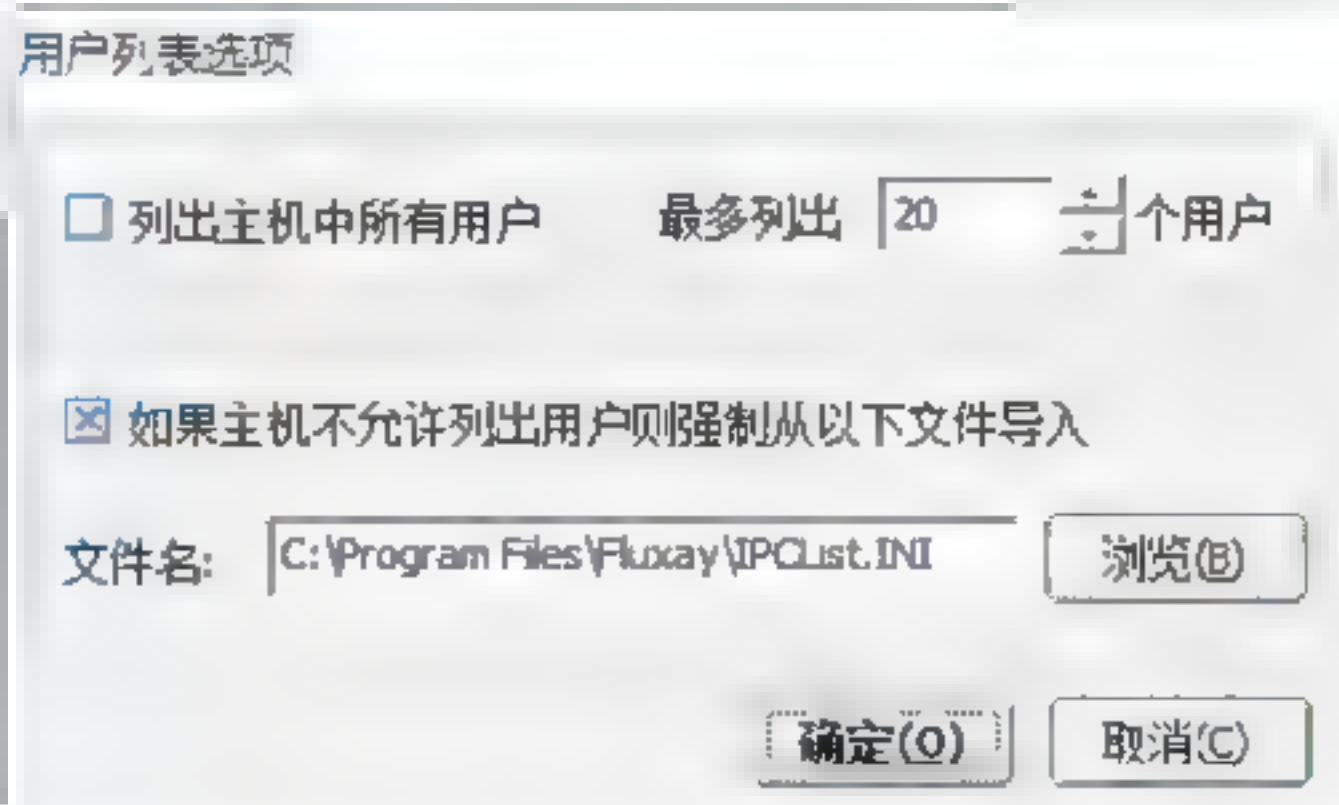 用户列表选项
列出主机中所有用户 最多列出 20 个用户
如果主机不允许列出用户则强制从以下文件导入
文件名: C:\Program Files\Fluxay\IPCList.INI 浏览(B)
确定(O) 取消(C)